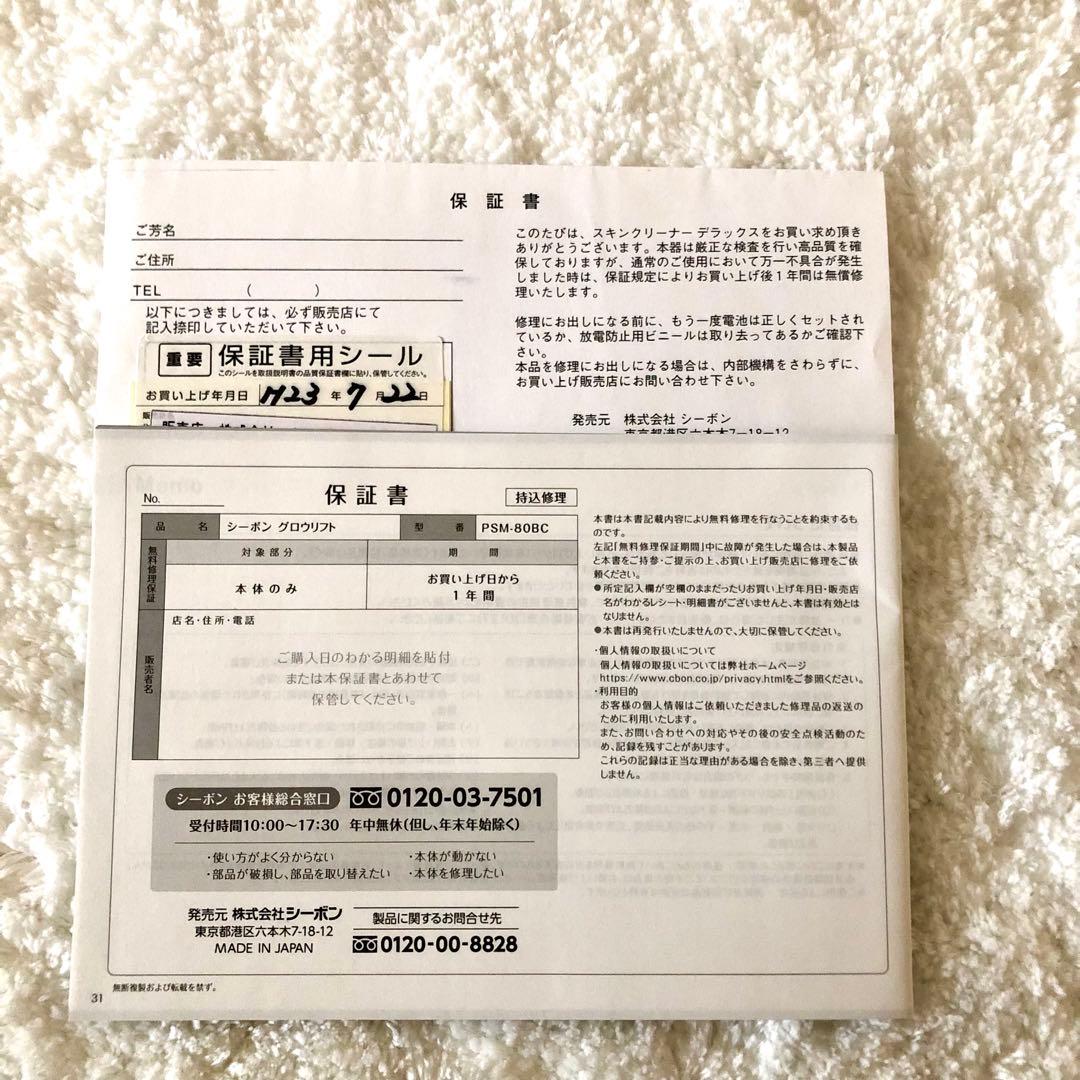 保証書
ご芳名
ご住所
TEL ( )
以下につきましては、必ず販売店にて
記入捺印していただいて下さい。
重要 保証書用シール
このシールを取扱説明書の品質保証書欄に貼り、保管してください。
お買い上げ年月日 H23年7月22日
このたびは、スキンクリーナー デラックスをお買い求め頂き
ありがとうございます。本器は厳正な検査を行い高品質を確
保しておりますが、通常のご使用において万一不具合が発生
しました時は、保証規定によりお買い上げ後1年間は無償修
理いたします。
修理にお出しになる前に、もう一度電池は正しくセットされ
ているか、放電防止用ビニールは取り去ってあるかご確認下
さい。
本品を修理にお出しになる場合は、内部機構をさわらずに、
お買い上げ販売店にお問い合わせ下さい。
発売元 株式会社 シーボン
東京都港区六本木7-18-12
No.
保証書
持込修理
品名 シーボン グロウリフト 型番 PSM-80BC
無料修理保証
対象部分 期間
本体のみ
お買い上げ日から
1年間
販売者名
店名・住所・電話
ご購入日のわかる明細を貼付
または本保証書とあわせて
保管してください。
本書は本書記載内容により無料修理を行なうことを約束するも
のです。
左記「無料修理保証期間」中に故障が発生した場合は、本製品
と本書をご持参・ご提示の上、お買い上げ販売店に修理をご依
頼ください。
●所定記入欄が空欄のままだったりお買い上げ年月日・販売店
名がわかるレシート・明細書がございませんと、本書は有効とは
なりません。
●本書は再発行いたしませんので、大切に保管してください。
・個人情報の取扱いについて
個人情報の取扱いについては弊社ホームページ
https://www.cbon.co.jp/privacy.htmlをご参照ください。
・利用目的
お客様の個人情報はご依頼いただきました修理品の返送の
ために利用いたします。
また、お問い合わせへの対応やその後の安全点検活動のた
め、記録を残すことがあります。
これらの記録は正当な理由がある場合を除き、第三者へ提供
しません。
シーボン お客様総合窓口 0120-03-7501
受付時間10:00～17:30 年中無休(但し、年末年始除く)
・使い方がよく分からない ・本体が動かない
・部品が破損し、部品を取り替えたい ・本体を修理したい
発売元 株式会社シーボン
東京都港区六本木7-18-12
MADE IN JAPAN
製品に関するお問合せ先
0120-00-8828
無断複製および転載を禁ず。
31